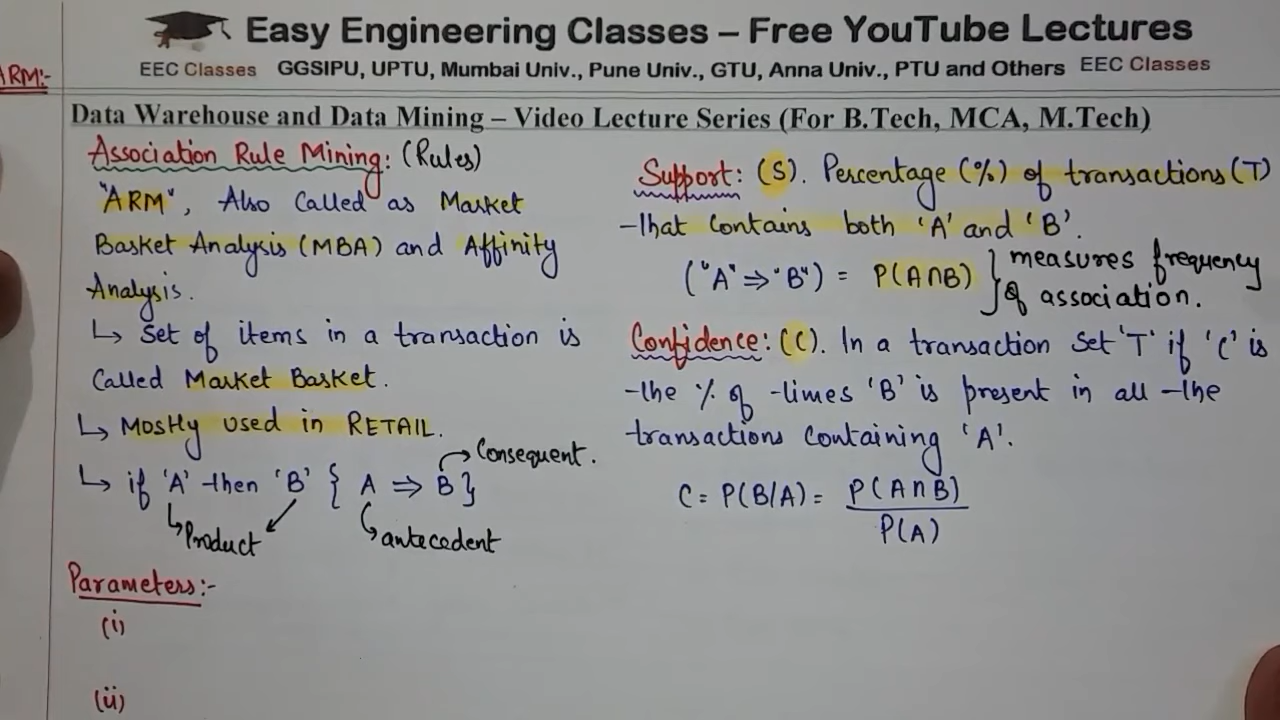 Easy Engineering Classes – Free YouTube Lectures
EEC Classes GGSIPU, UPTU, Mumbai Univ., Pune Univ., GTU, Anna Univ., PTU and Others EEC Classes
ARM:-
Data Warehouse and Data Mining – Video Lecture Series (For B.Tech, MCA, M.Tech)
Association Rule Mining: (Rules)
"ARM", Also Called as Market
Basket Analysis (MBA) and Affinity
Analysis.
↳ Set of items in a transaction is
Called Market Basket.
↳ Mostly used in RETAIL.
↳ if 'A' then 'B' { A ⇒ B }
Consequent.
Product
antecedent
Parameters:-
(i)
(ii)
Support: (S). Percentage (%) of transactions (T)
that contains both 'A' and 'B'.
("A" ⇒ "B") = P(A∩B) } measures frequency
of association.
Confidence: (C). In a transaction set 'T' if 'C' is
the % of times 'B' is present in all the
transactions containing 'A'.
C = P(B/A) = P(A∩B)
P(A)